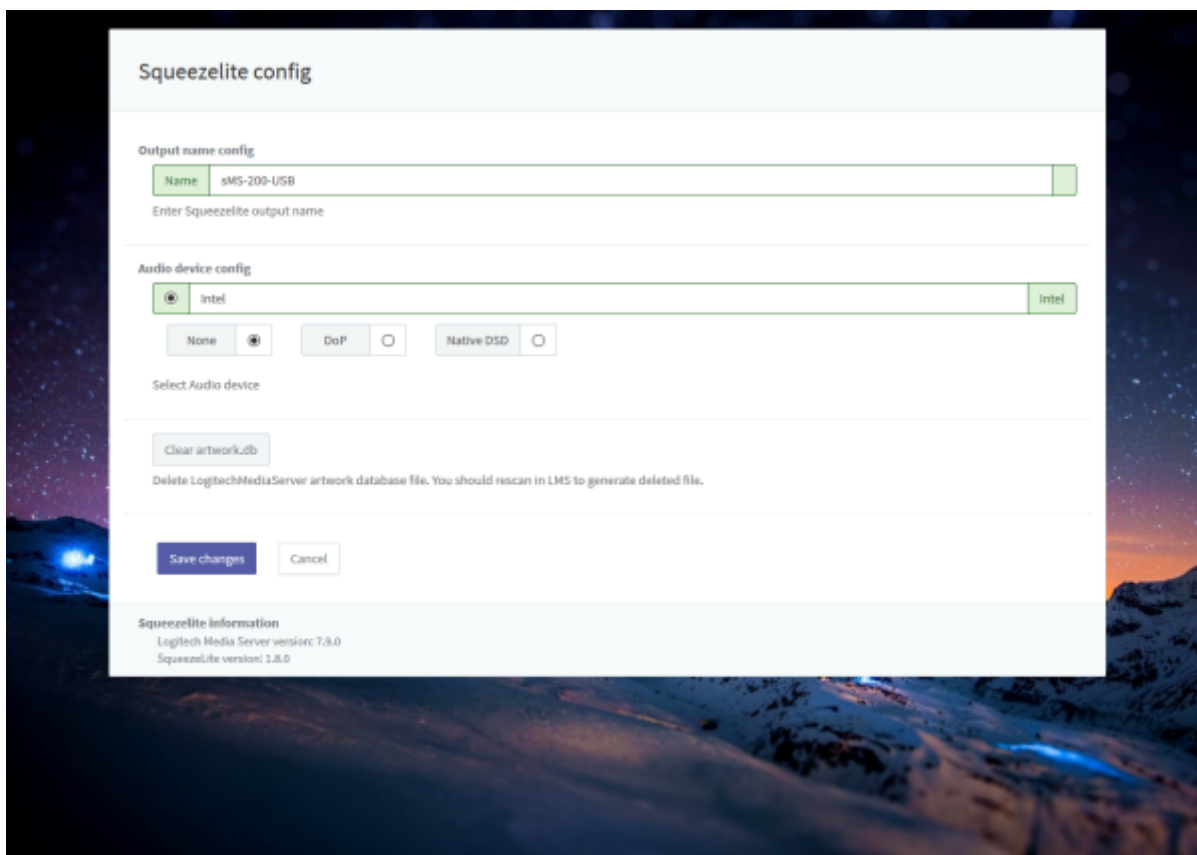 Squeezelite config
Output name config
Name sMS-200-USB
Enter Squeezelite output name
Audio device config
Intel Intel
None DoP Native DSD
Select Audio device
Clear artwork.db
Delete LogitechMediaServer artwork database file. You should rescan in LMS to generate deleted file.
Save changes Cancel
Squeezelite information
Logitech Media Server version: 7.9.0
SqueezeLite version: 1.8.0